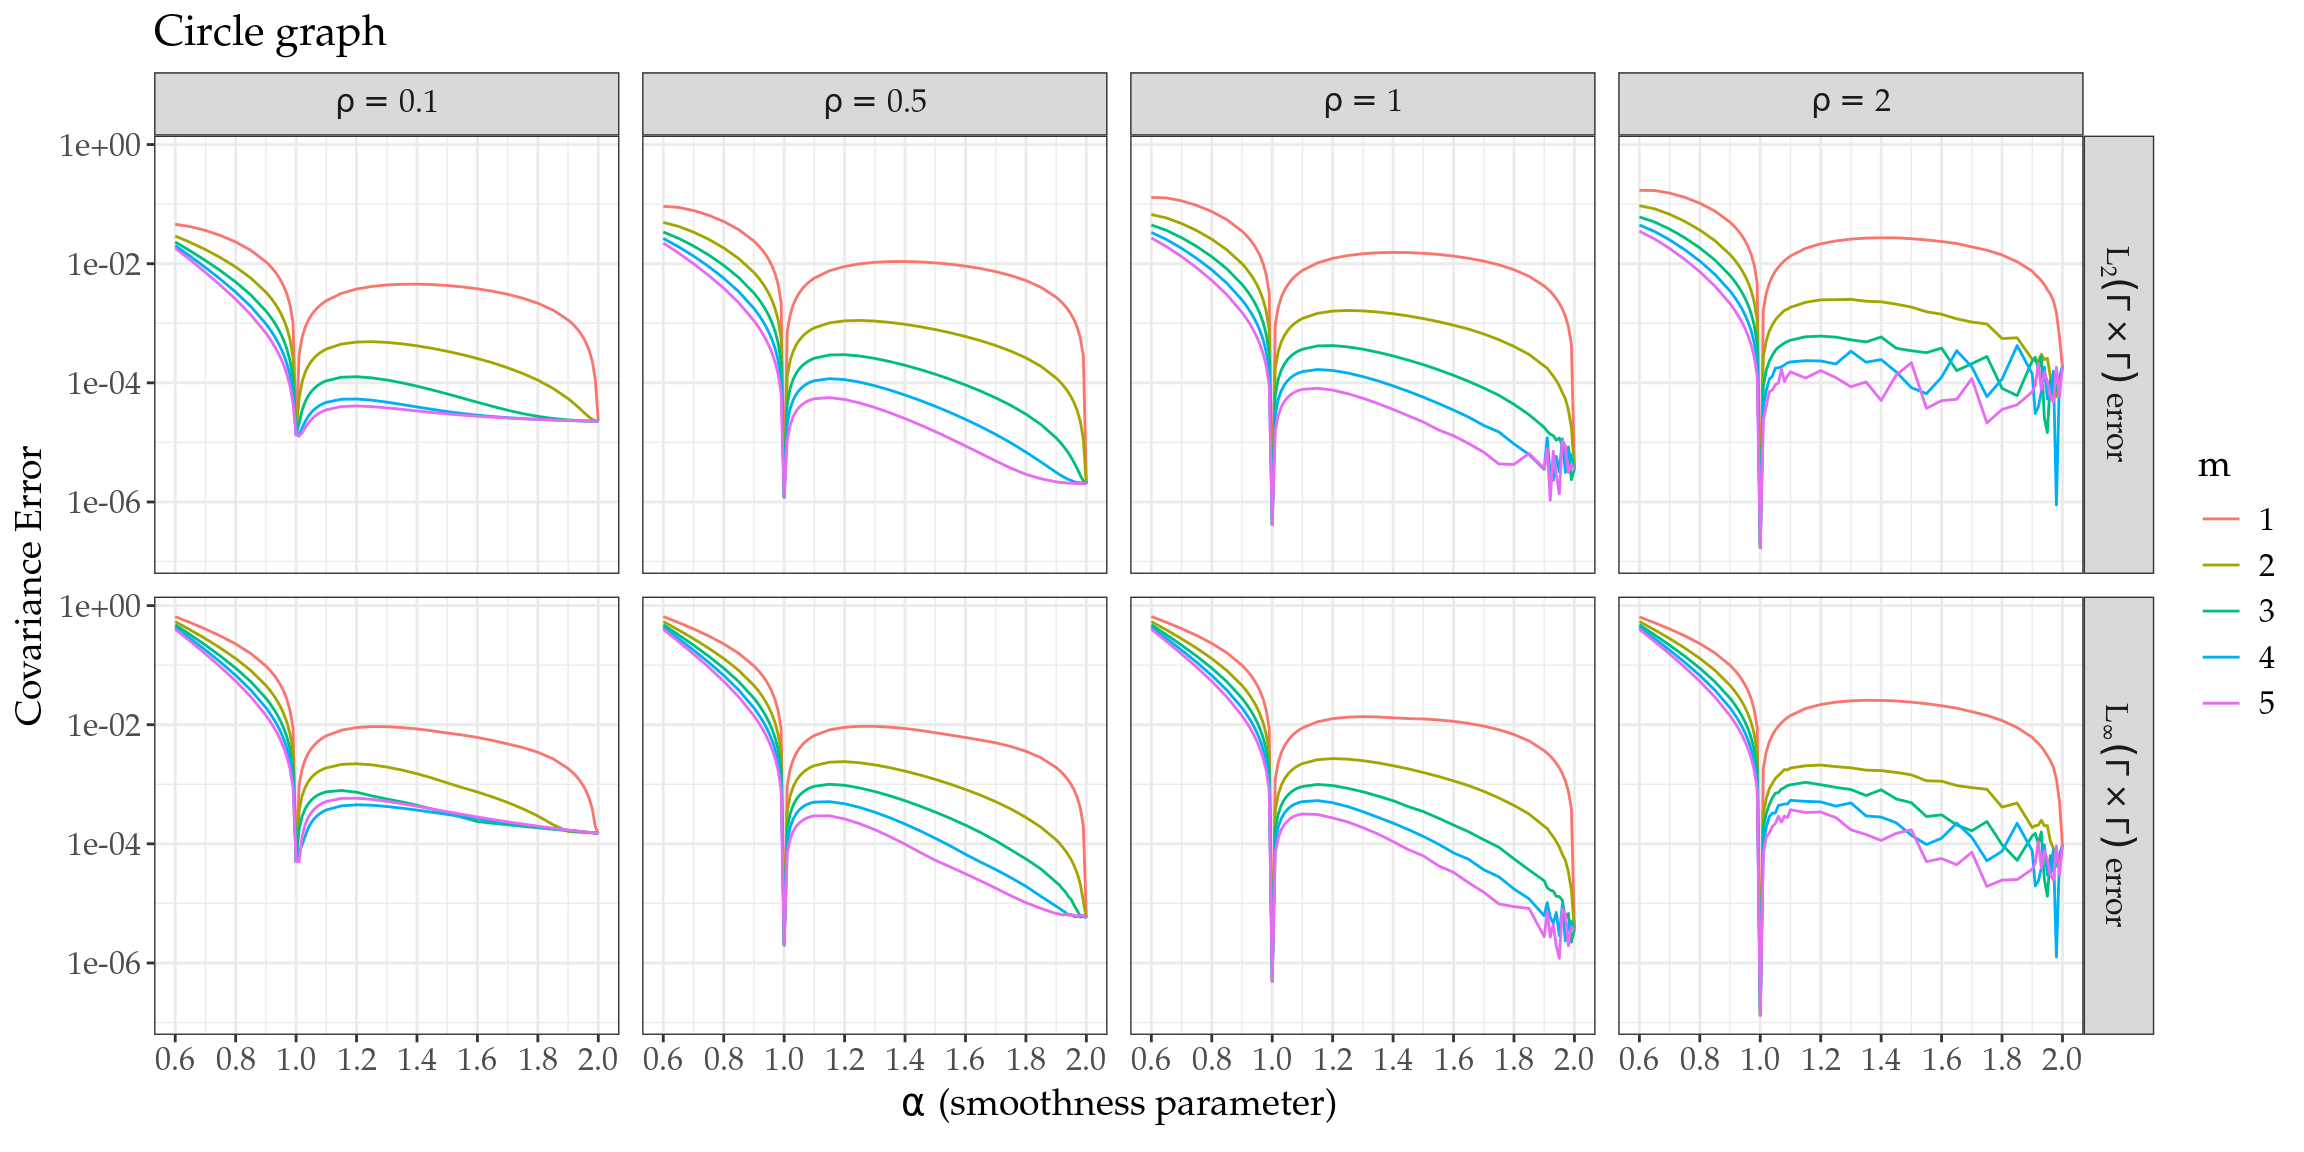 Circle graph
ρ = 0.1
ρ = 0.5
ρ = 1
ρ = 2
1e+00
1e-02
1e-04
1e-06
L₂(Γ × Γ) error
1e+00
1e-02
1e-04
1e-06
L∞(Γ × Γ) error
Covariance Error
0.6 0.8 1.0 1.2 1.4 1.6 1.8 2.0
0.6 0.8 1.0 1.2 1.4 1.6 1.8 2.0
0.6 0.8 1.0 1.2 1.4 1.6 1.8 2.0
0.6 0.8 1.0 1.2 1.4 1.6 1.8 2.0
α (smoothness parameter)
m
1
2
3
4
5